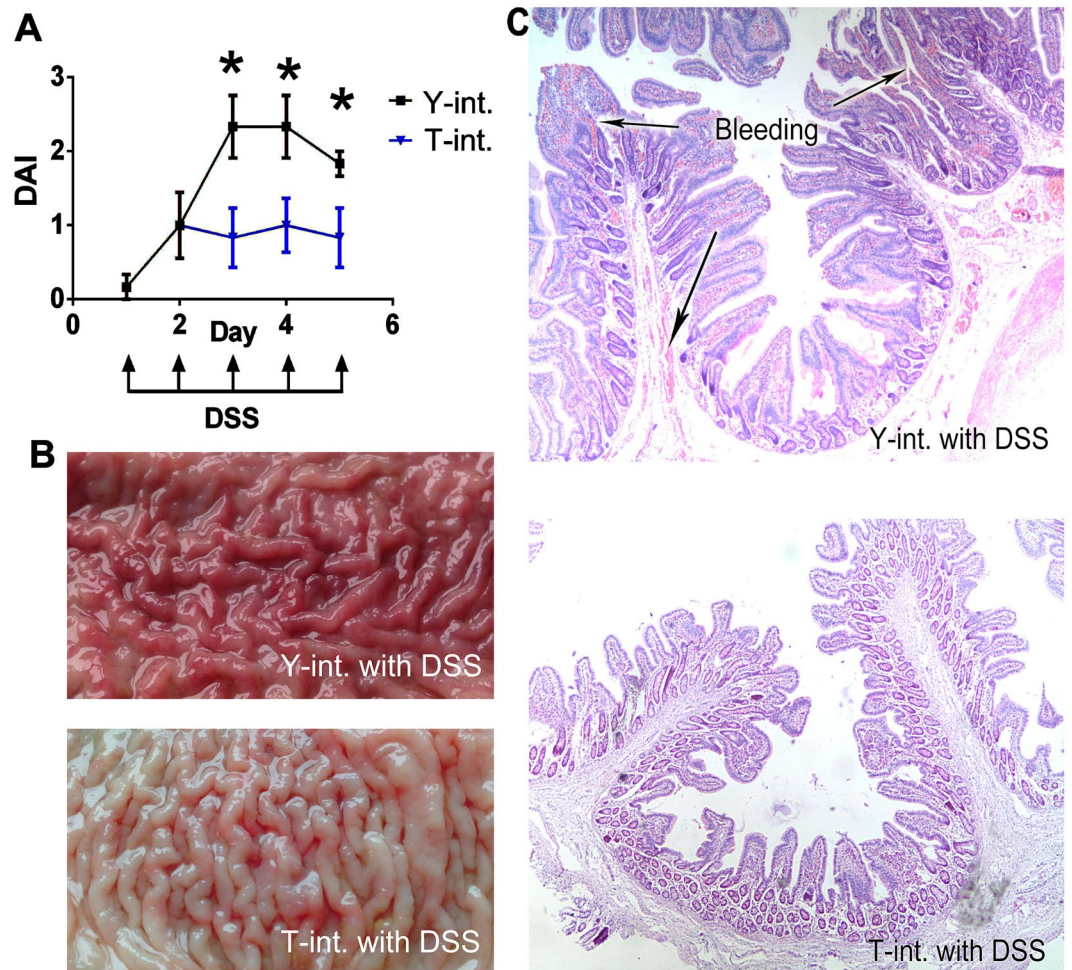 A
3
2
1
0
DAI
* * *
Y-int.
T-int.
0 2 4 6
Day
DSS
B
Y-int. with DSS
T-int. with DSS
C
Bleeding
Y-int. with DSS
T-int. with DSS